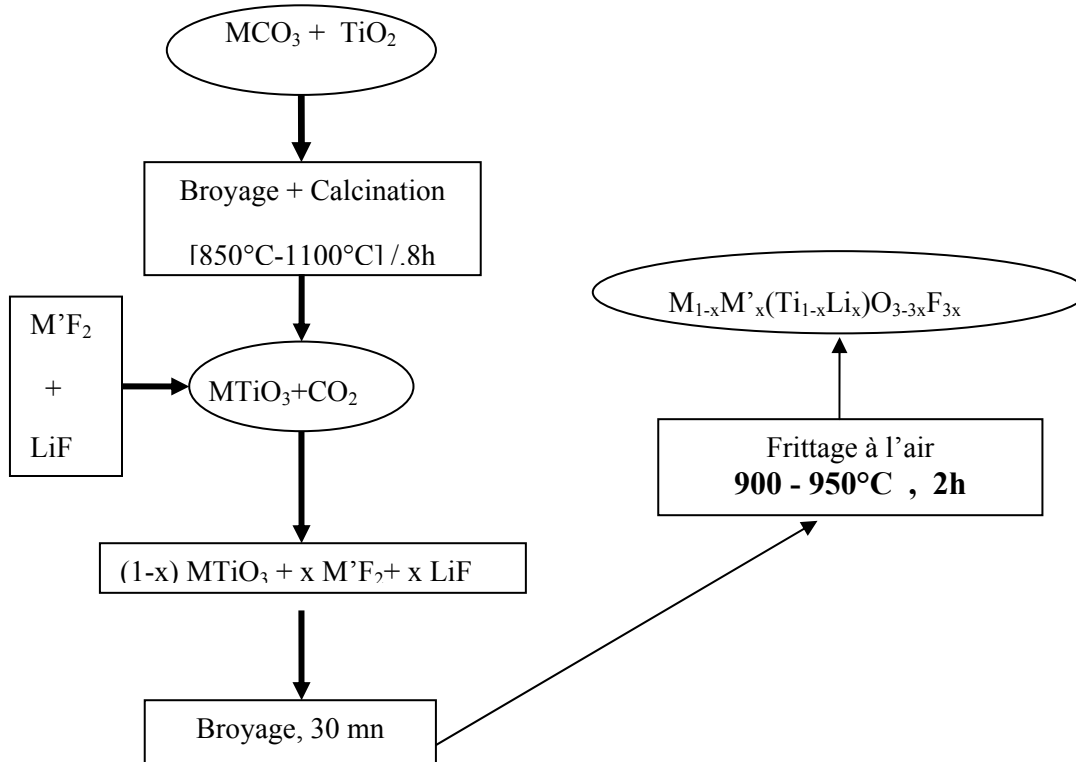 MCO₃ + TiO₂
Broyage + Calcination
[850°C-1100°C] /.8h
M’F₂
+
LiF
MTiO₃+CO₂
(1-x) MTiO₃ + x M’F₂+ x LiF
Broyage, 30 mn
Frittage à l’air
900 - 950°C , 2h
M₁₋ₓM’ₓ(Ti₁₋ₓLiₓ)O₃₋₃ₓF₃ₓ